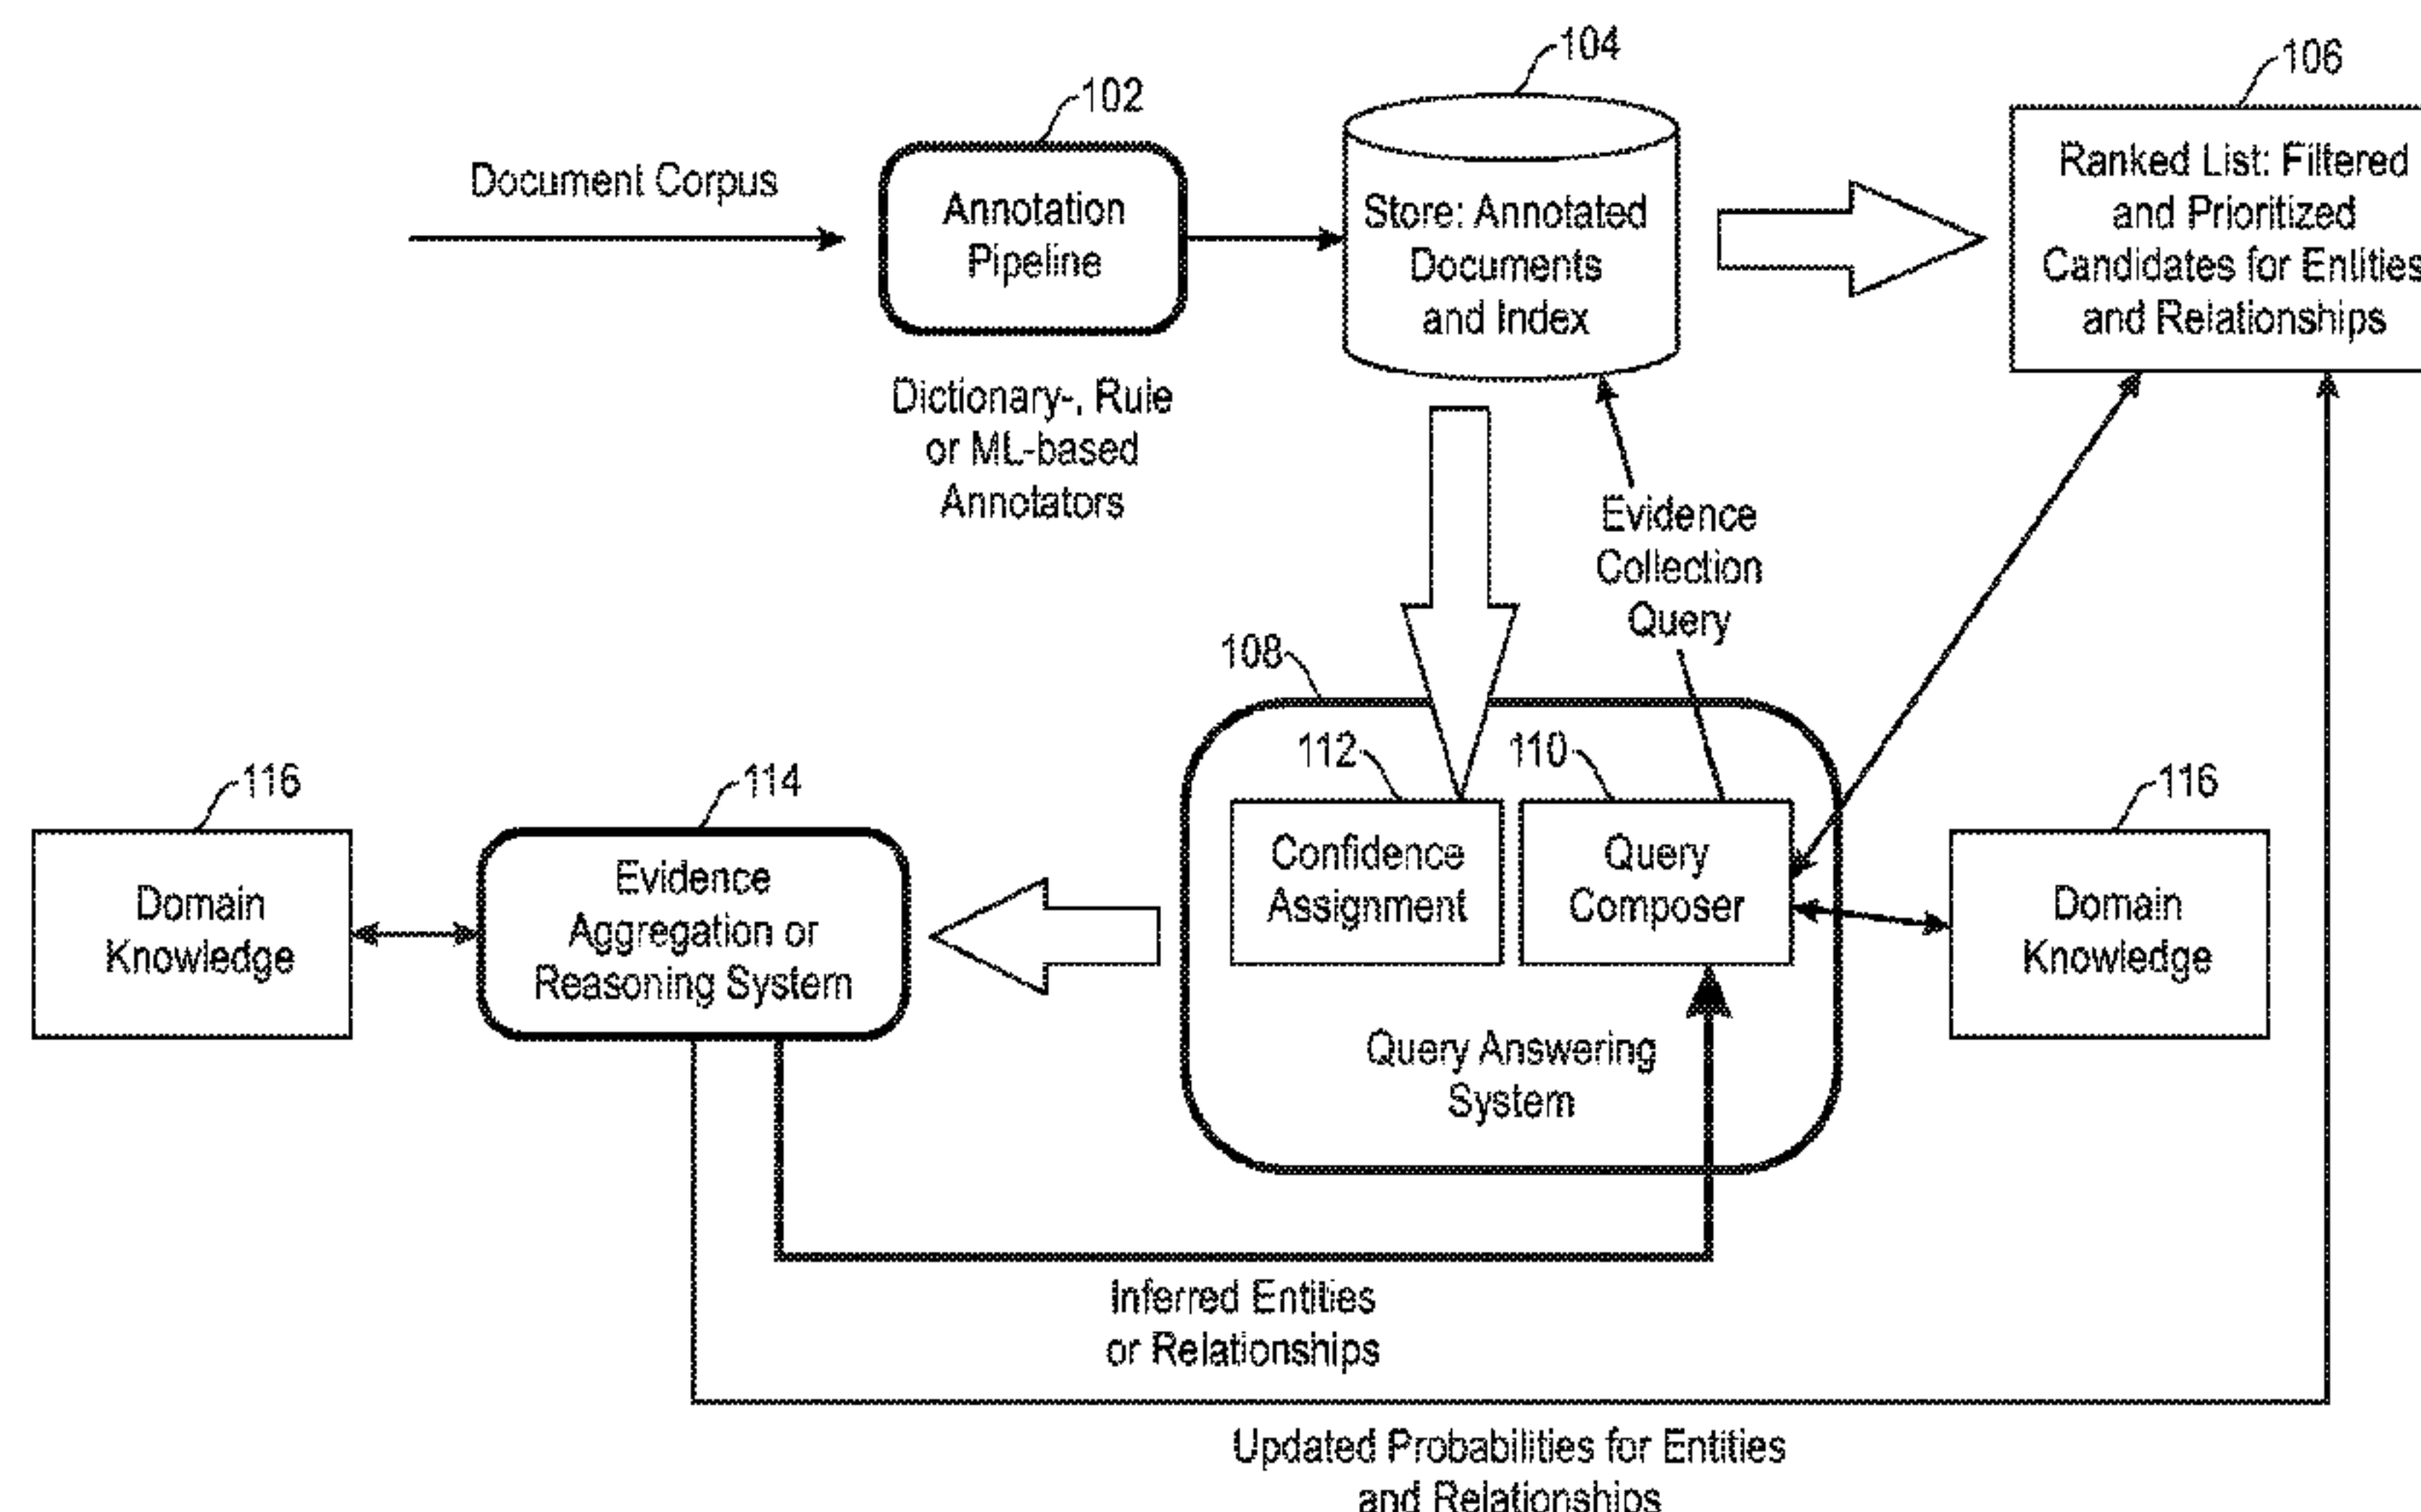 104
106
102
Document Corpus
Annotation
Pipeline
Store: Annotated
Documents
and Index
Ranked List: Filtered
and Prioritized
Candidates for Entities
and Relationships
Dictionary-, Rule
or ML-based
Annotators
Evidence
Collection
Query
108
112
110
116
114
116
Domain
Knowledge
Evidence
Aggregation or
Reasoning System
Confidence
Assignment
Query
Composer
Domain
Knowledge
Query Answering
System
Inferred Entities
or Relationships
Updated Probabilities for Entities
and Relationships